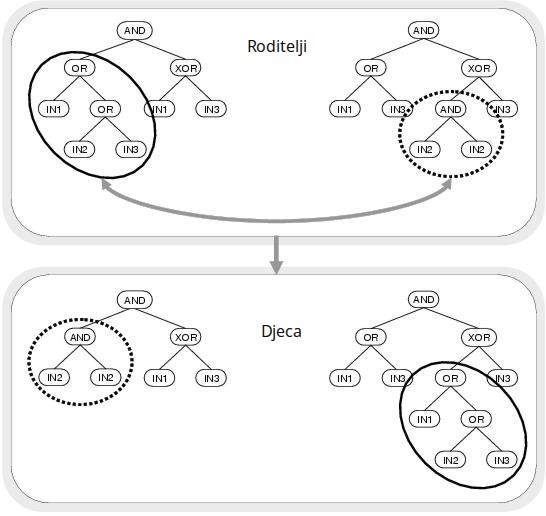 AND AND
Roditelji
OR XOR OR XOR
IN1 OR IN1 IN3 IN1 IN3 AND IN3
IN2 IN3 IN2 IN2
AND AND
Djeca
AND XOR OR XOR
IN2 IN2 IN1 IN3 IN1 IN3 OR IN3
IN1 OR
IN2 IN3